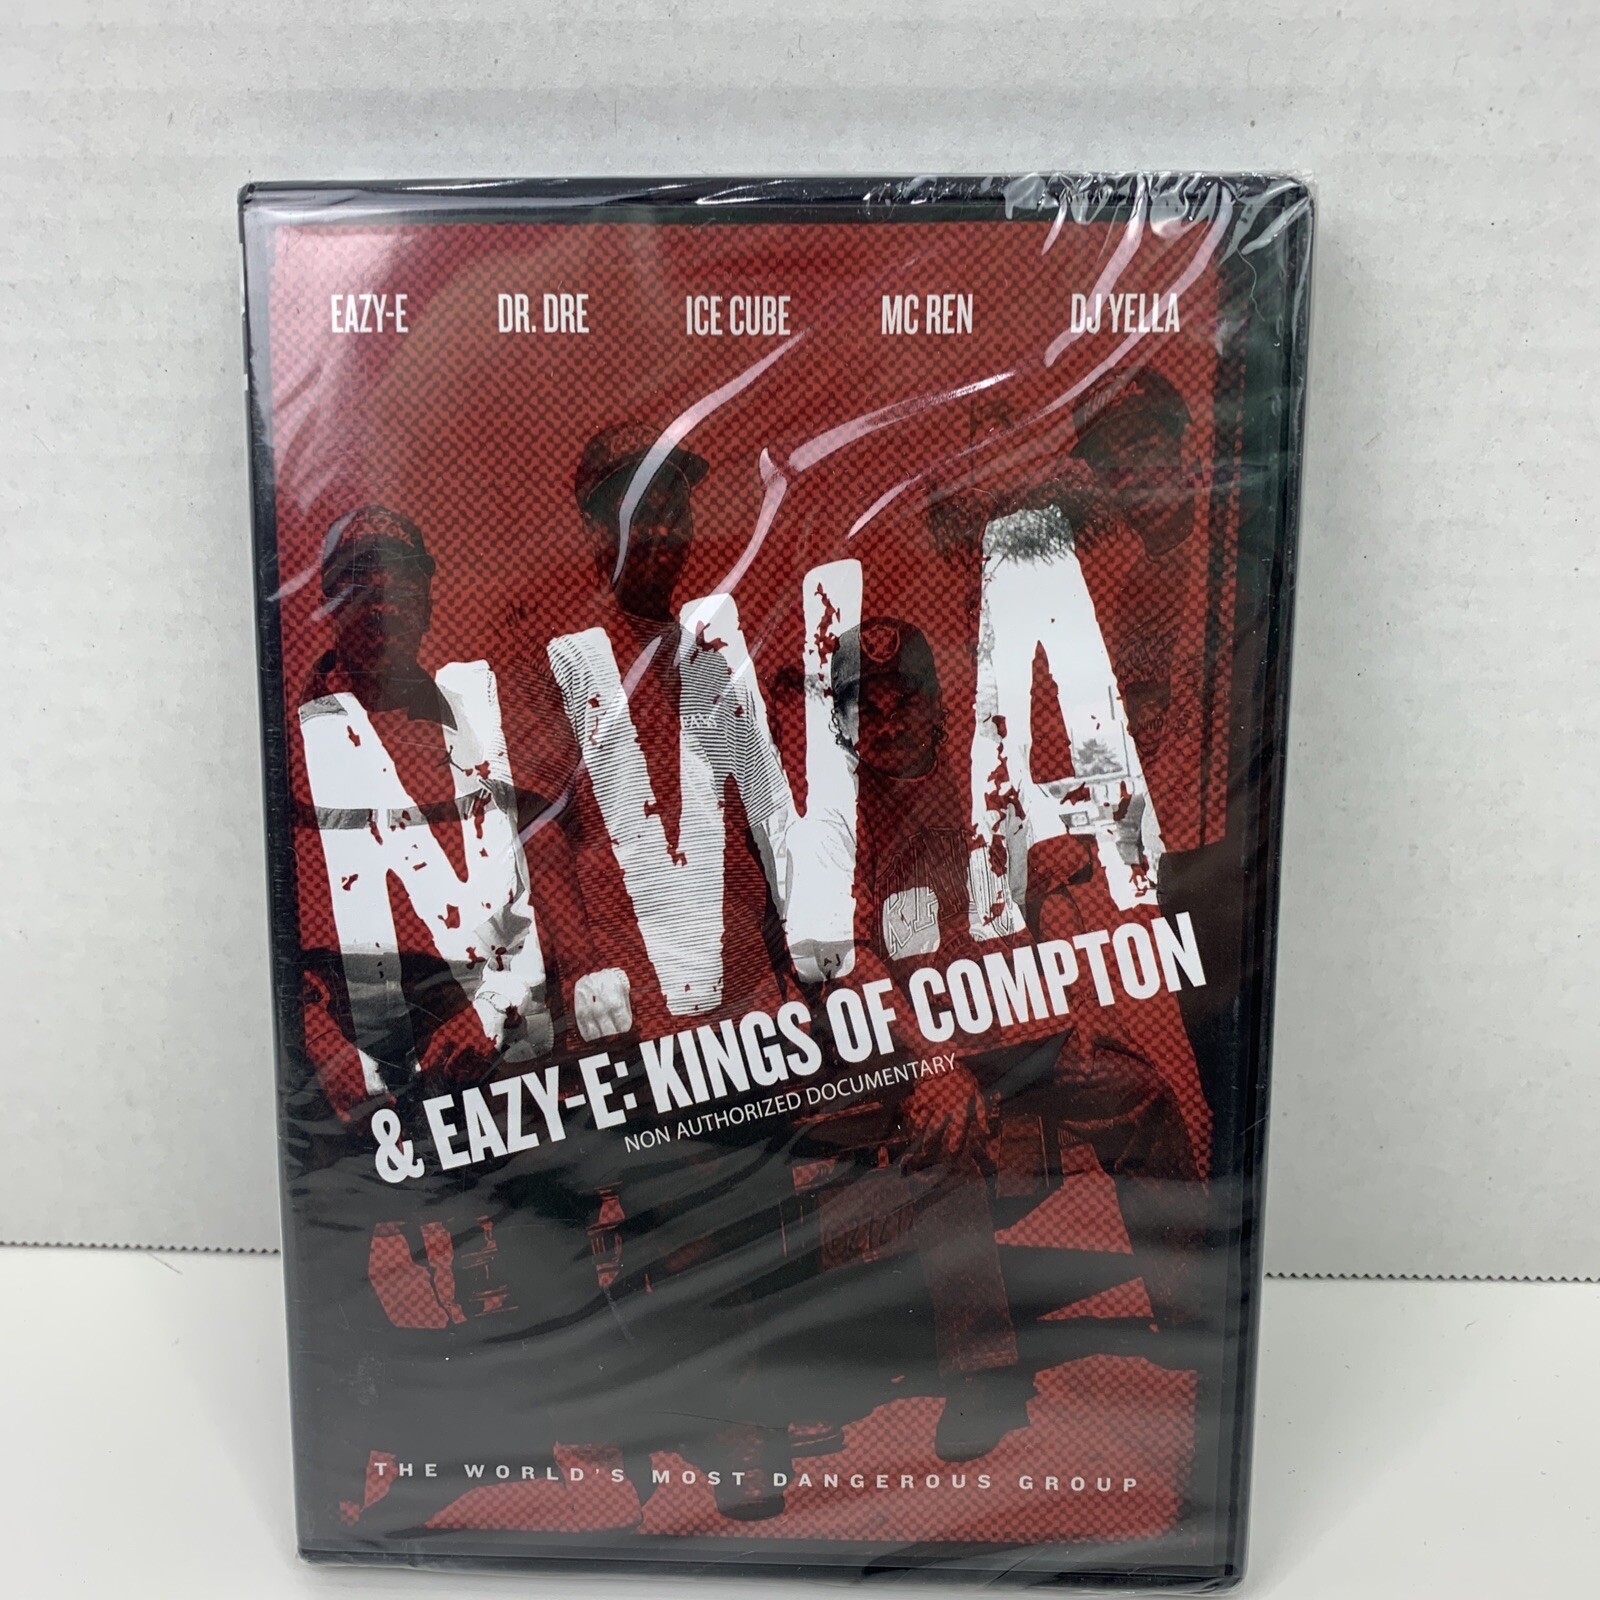 EAZY-E DR. DRE ICE CUBE MC REN DJ YELLA
N.W.A
& EAZY-E: KINGS OF COMPTON
NON AUTHORIZED DOCUMENTARY
THE WORLD'S MOST DANGEROUS GROUP